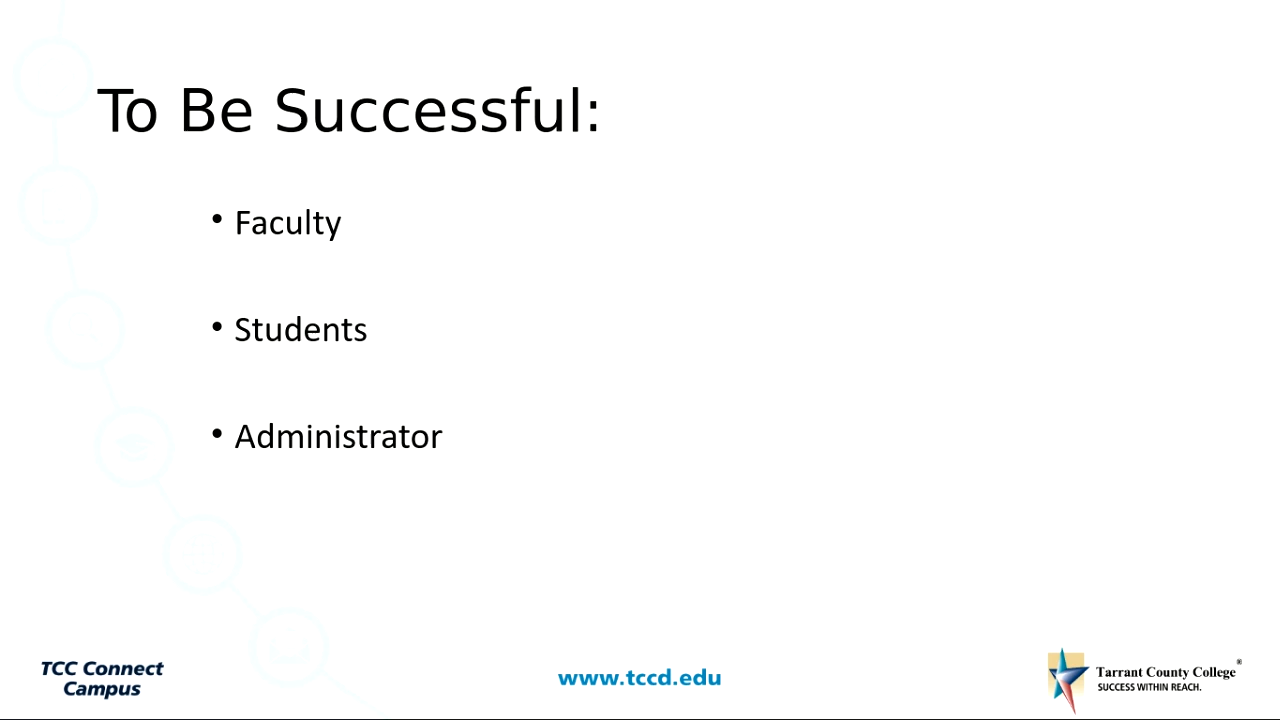 To Be Successful:
• Faculty
• Students
• Administrator
TCC Connect
Campus
www.tccd.edu
Tarrant County College®
SUCCESS WITHIN REACH.